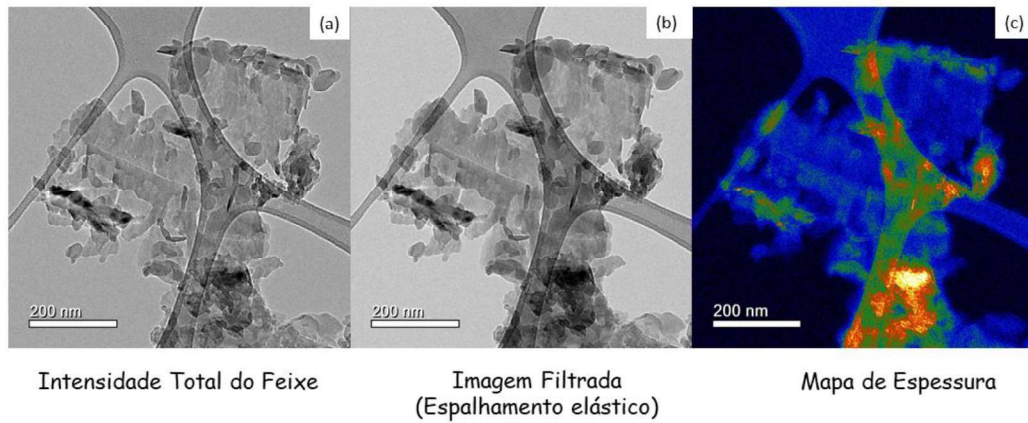 (a)
(b)
(c)
200 nm
200 nm
200 nm
Intensidade Total do Feixe
Imagem Filtrada
(Espalhamento elástico)
Mapa de Espessura